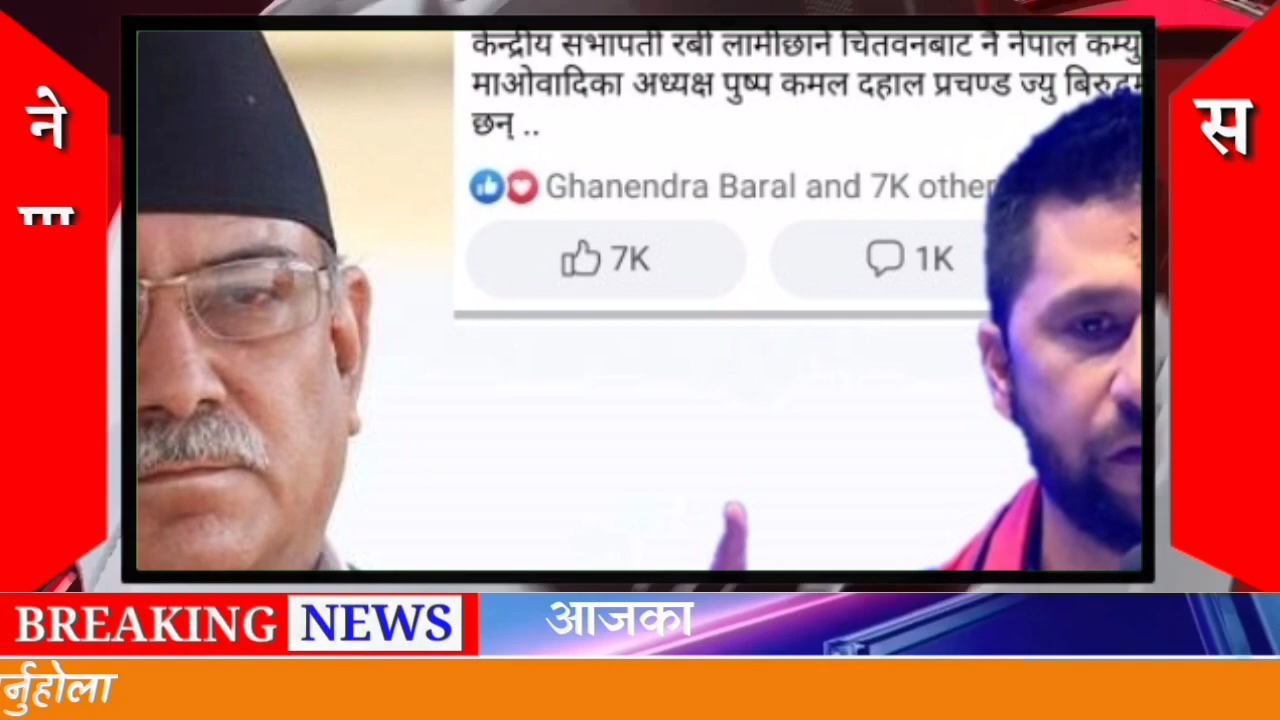 केन्द्रीय सभापती रबी लामीछाने चितवनबाट नै नेपाल कम्यु
माओवादिका अध्यक्ष पुष्प कमल दहाल प्रचण्ड ज्यु बिरुद्द
छन् ..
Ghanendra Baral and 7K other
7K
1K
ने
स
BREAKING NEWS
आजका
र्नुहोला